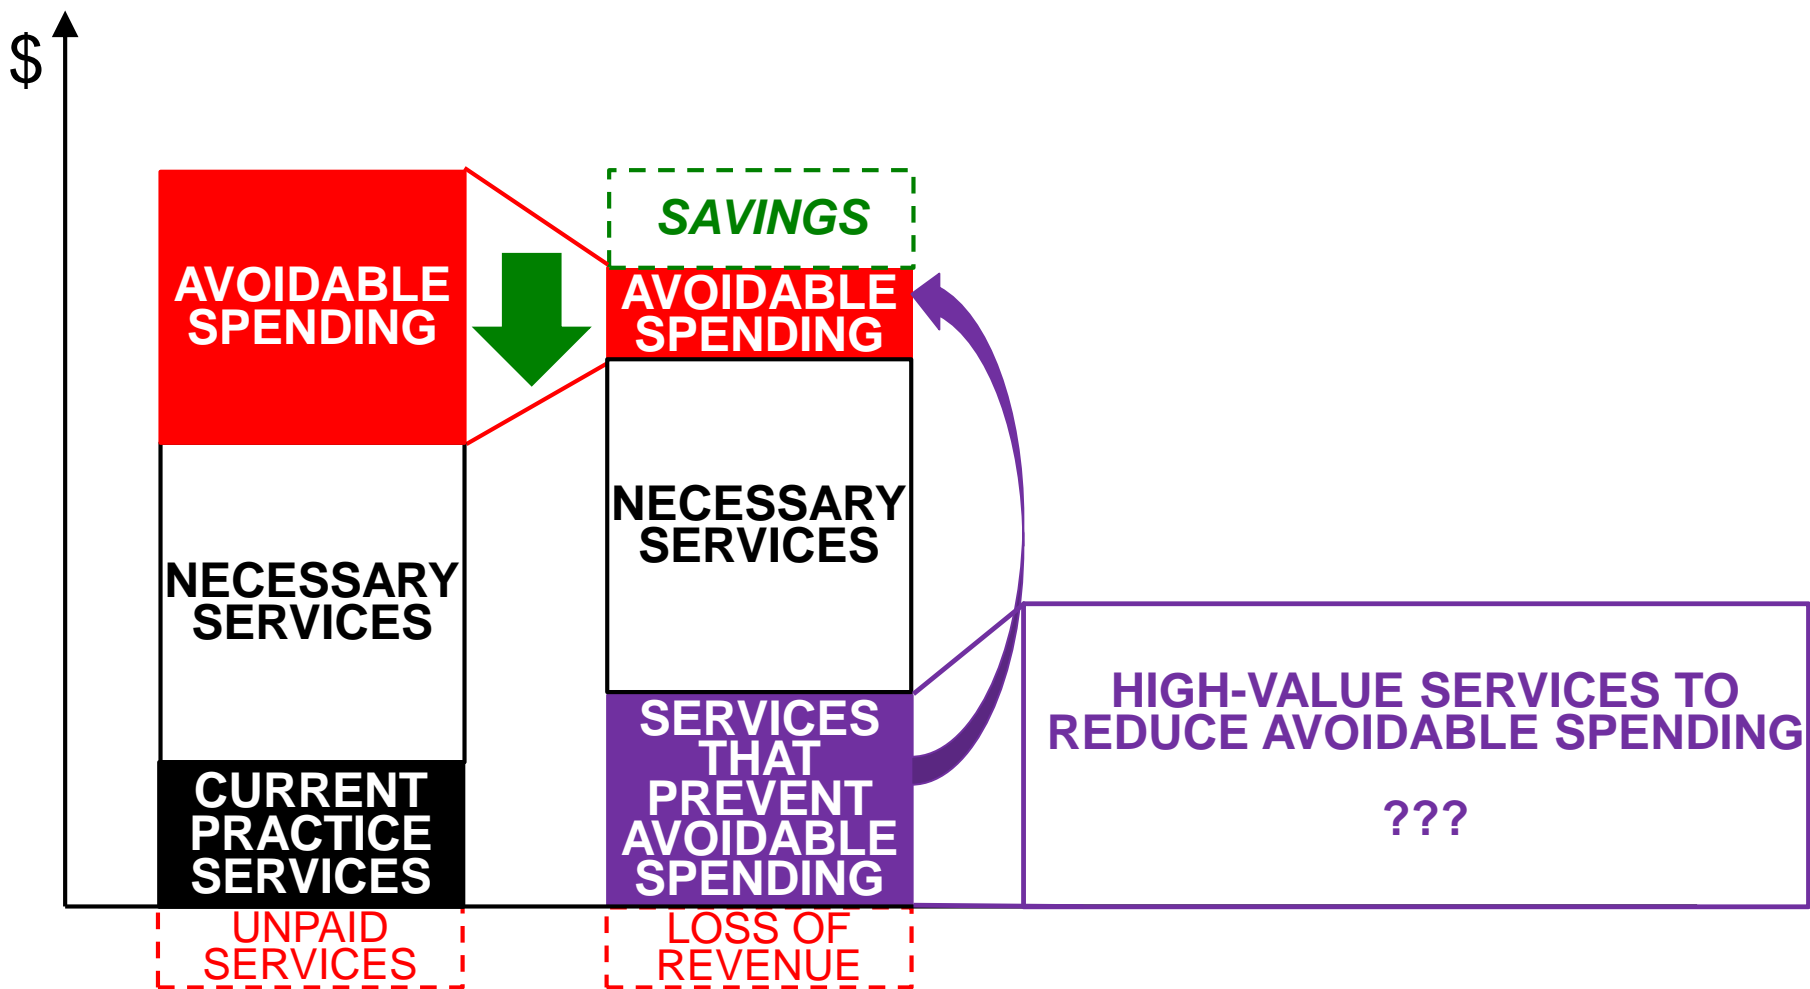 $
AVOIDABLE
SPENDING
NECESSARY
SERVICES
CURRENT
PRACTICE
SERVICES
UNPAID
SERVICES
SAVINGS
AVOIDABLE
SPENDING
NECESSARY
SERVICES
SERVICES
THAT
PREVENT
AVOIDABLE
SPENDING
LOSS OF
REVENUE
HIGH-VALUE SERVICES TO
REDUCE AVOIDABLE SPENDING
???